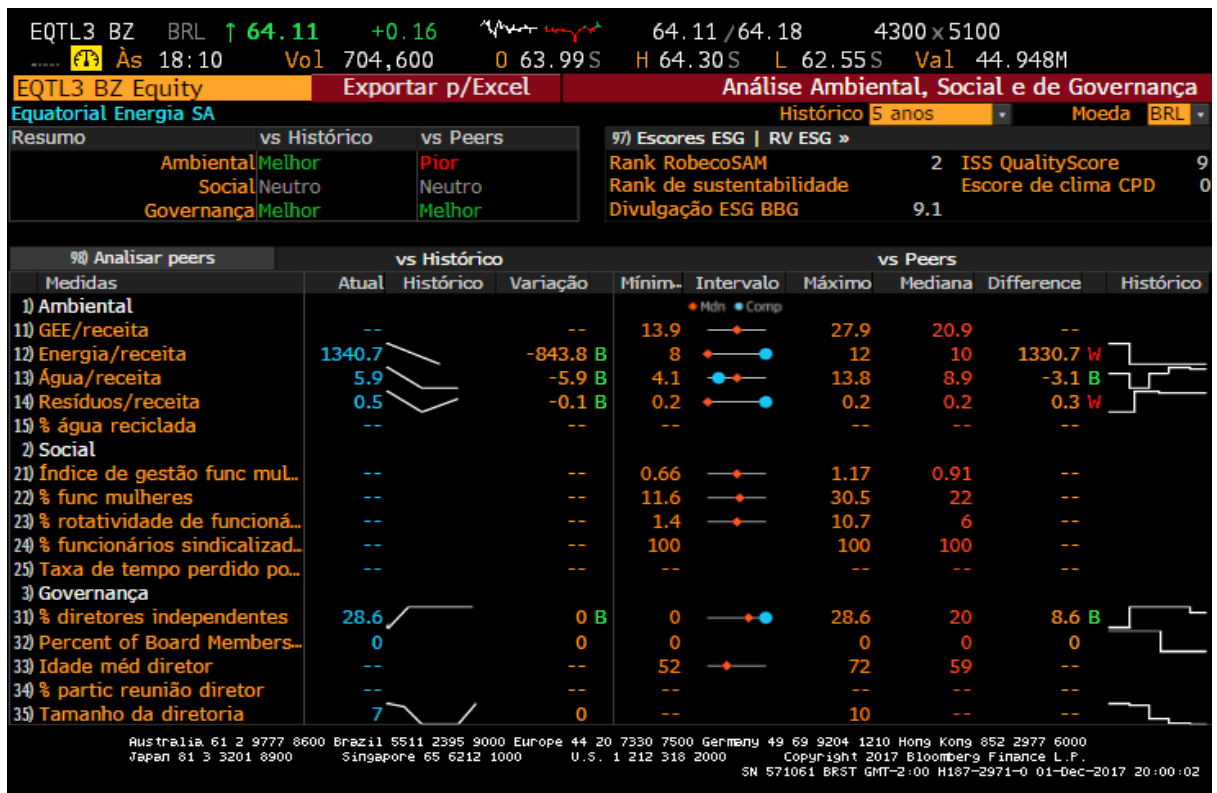 EQTL3 BZ BRL ↑ 64.11 +0.16 64.11/64.18 4300x5100
Às 18:10 Vol 704,600 O 63.99S H 64.30S L 62.55S Val 44.948M
EQTL3 BZ Equity Exportar p/Excel Análise Ambiental, Social e de Governança
Equatorial Energia SA Histórico 5 anos Moeda BRL
Resumo vs Histórico vs Peers 97) Escores ESG | RV ESG »
Ambiental Melhor Pior Rank RobecoSAM 2 ISS QualityScore 9
Social Neutro Neutro Rank de sustentabilidade Escore de clima CPD 0
Governança Melhor Melhor Divulgação ESG BBG 9.1
98) Analisar peers vs Histórico vs Peers
Medidas Atual Histórico Variação Mínim.. Intervalo Máximo Mediana Difference Histórico
1) Ambiental Mdn Comp
11) GEE/receita -- -- 13.9 27.9 20.9 --
12) Energia/receita 1340.7 -843.8 B 8 12 10 1330.7 W
13) Água/receita 5.9 -5.9 B 4.1 13.8 8.9 -3.1 B
14) Resíduos/receita 0.5 -0.1 B 0.2 0.2 0.2 0.3 W
15) % água reciclada -- -- -- -- -- --
2) Social
21) Índice de gestão func mul... -- -- 0.66 1.17 0.91 --
22) % func mulheres -- -- 11.6 30.5 22 --
23) % rotatividade de funcioná... -- -- 1.4 10.7 6 --
24) % funcionários sindicalizad... -- -- 100 100 100 --
25) Taxa de tempo perdido po... -- -- -- -- -- --
3) Governança
31) % diretores independentes 28.6 0 B 0 28.6 20 8.6 B
32) Percent of Board Members... 0 0 0 0 0 0
33) Idade méd diretor -- -- 52 72 59 --
34) % partic reunião diretor -- -- -- -- -- --
35) Tamanho da diretoria 7 0 -- 10 -- --
Australia 61 2 9777 8600 Brazil 5511 2395 9000 Europe 44 20 7330 7500 Germany 49 69 9204 1210 Hong Kong 852 2977 6000
Japan 81 3 3201 8900 Singapore 65 6212 1000 U.S. 1 212 318 2000 Copyright 2017 Bloomberg Finance L.P.
SN 571061 BRST GMT-2:00 H187-2971-0 01-Dec-2017 20:00:02